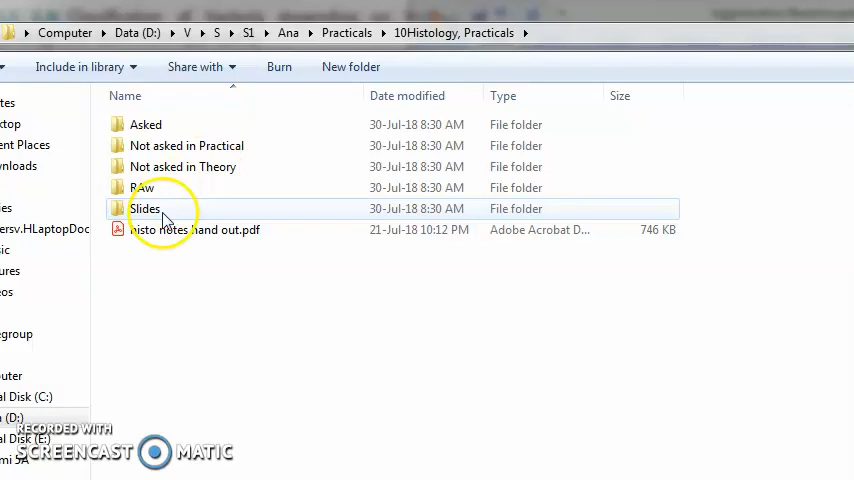 Computer Data (D:) V S S1 Ana Practicals 10Histology, Practicals
Include in library Share with Burn New folder
Name Date modified Type Size
tes Asked 30-Jul-18 8:30 AM File folder
ktop
ent Places Not asked in Practical 30-Jul-18 8:30 AM File folder
wnloads Not asked in Theory 30-Jul-18 8:30 AM File folder
RAw 30-Jul-18 8:30 AM File folder
ies Slides 30-Jul-18 8:30 AM File folder
ersv.HLaptopDoc histo notes hand out.pdf 21-Jul-18 10:12 PM Adobe Acrobat D... 746 KB
ic
ures
os
egroup
uter
al Disk (C:)
a (D:)
RECORDED WITH
al Disk (E:)
SCREENCAST MATIC
mi 5A